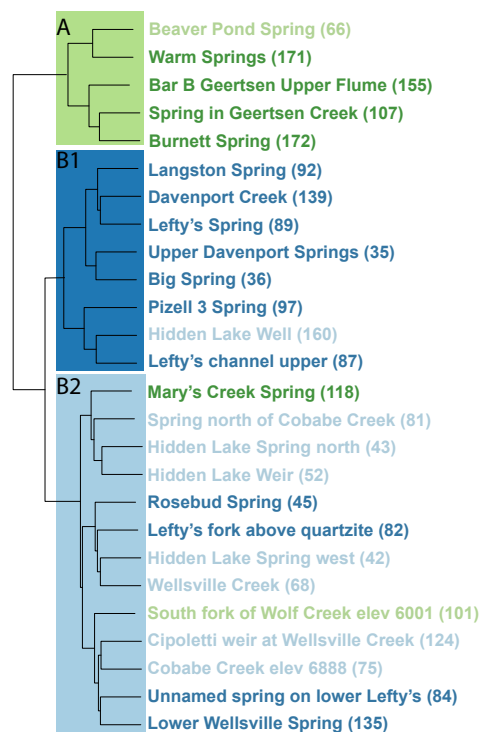 A
Beaver Pond Spring (66)
Warm Springs (171)
Bar B Geertsen Upper Flume (155)
Spring in Geertsen Creek (107)
Burnett Spring (172)
B1
Langston Spring (92)
Davenport Creek (139)
Lefty's Spring (89)
Upper Davenport Springs (35)
Big Spring (36)
Pizell 3 Spring (97)
Hidden Lake Well (160)
Lefty's channel upper (87)
B2
Mary's Creek Spring (118)
Spring north of Cobabe Creek (81)
Hidden Lake Spring north (43)
Hidden Lake Weir (52)
Rosebud Spring (45)
Lefty's fork above quartzite (82)
Hidden Lake Spring west (42)
Wellsville Creek (68)
South fork of Wolf Creek elev 6001 (101)
Cipoletti weir at Wellsville Creek (124)
Cobabe Creek elev 6888 (75)
Unnamed spring on lower Lefty's (84)
Lower Wellsville Spring (135)